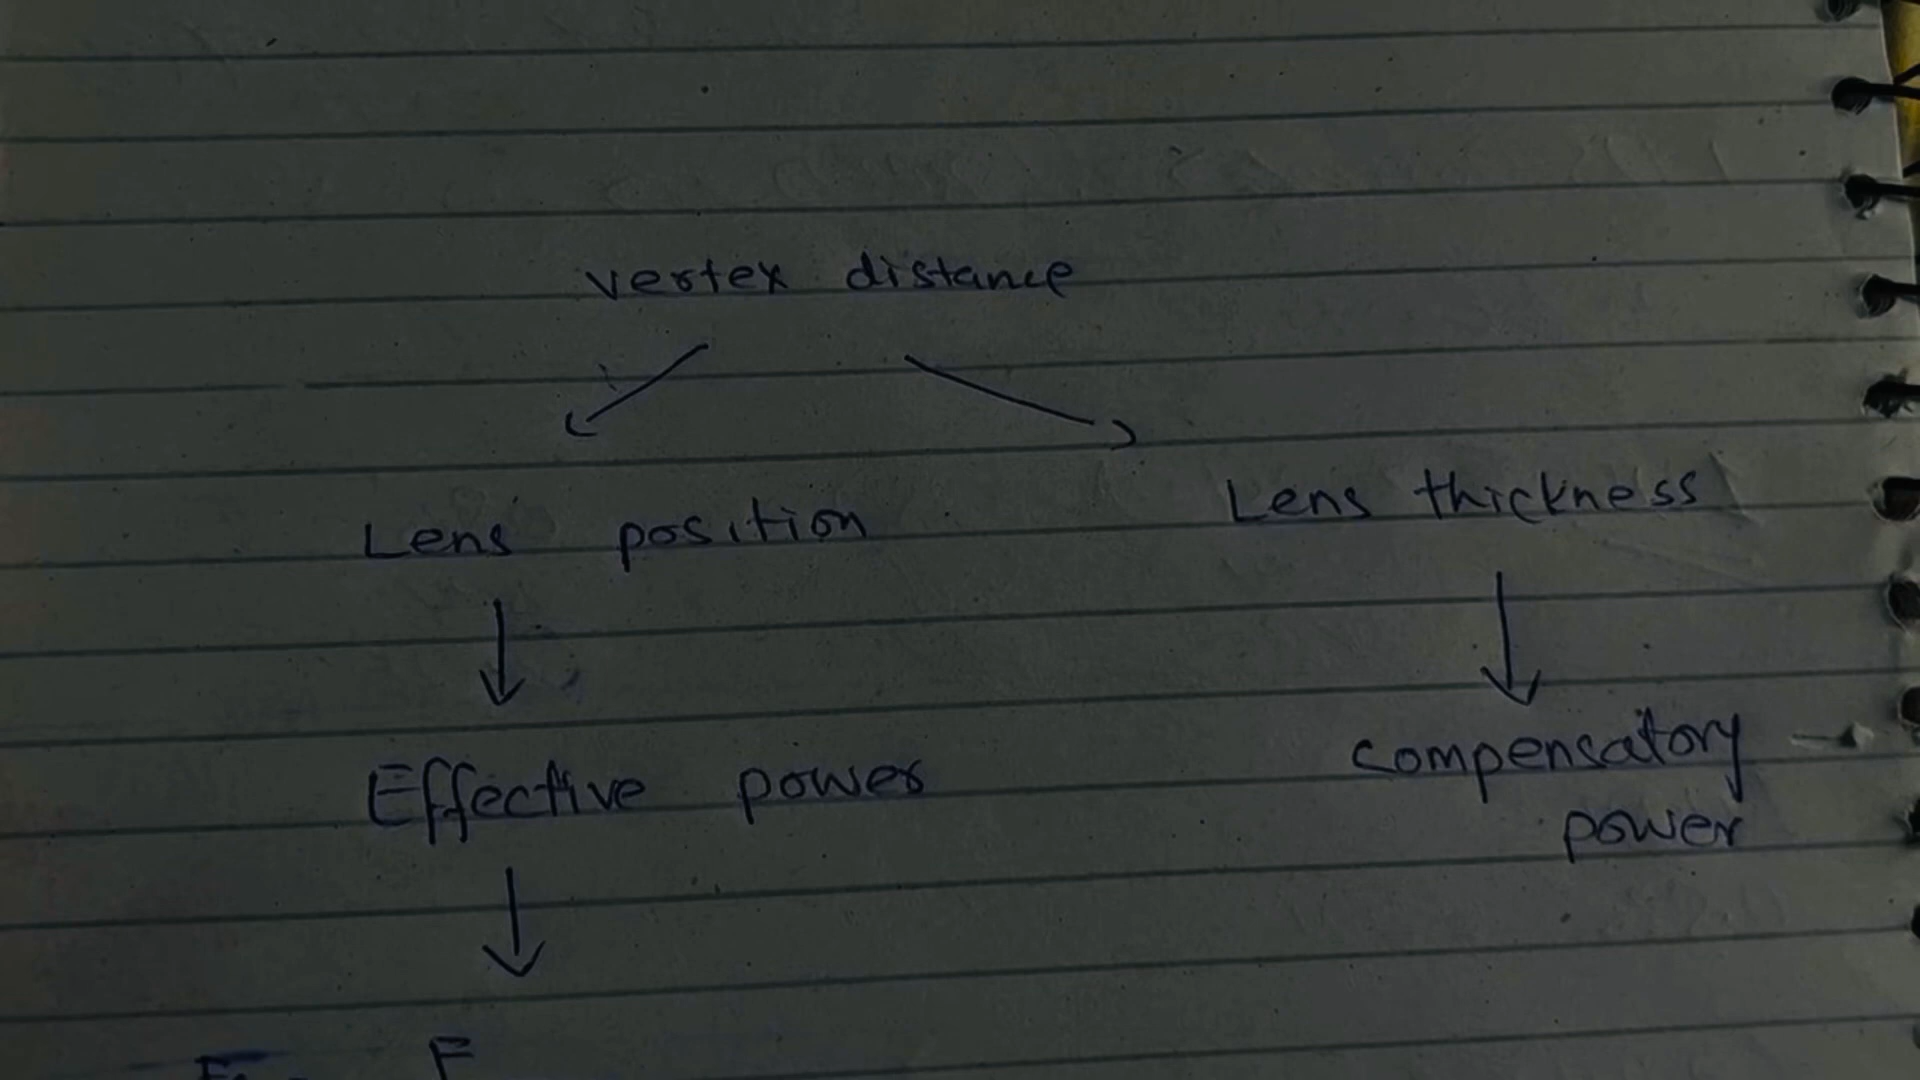 vertex distance
Lens position
Lens thickness
Effective power
compensatory
power
F